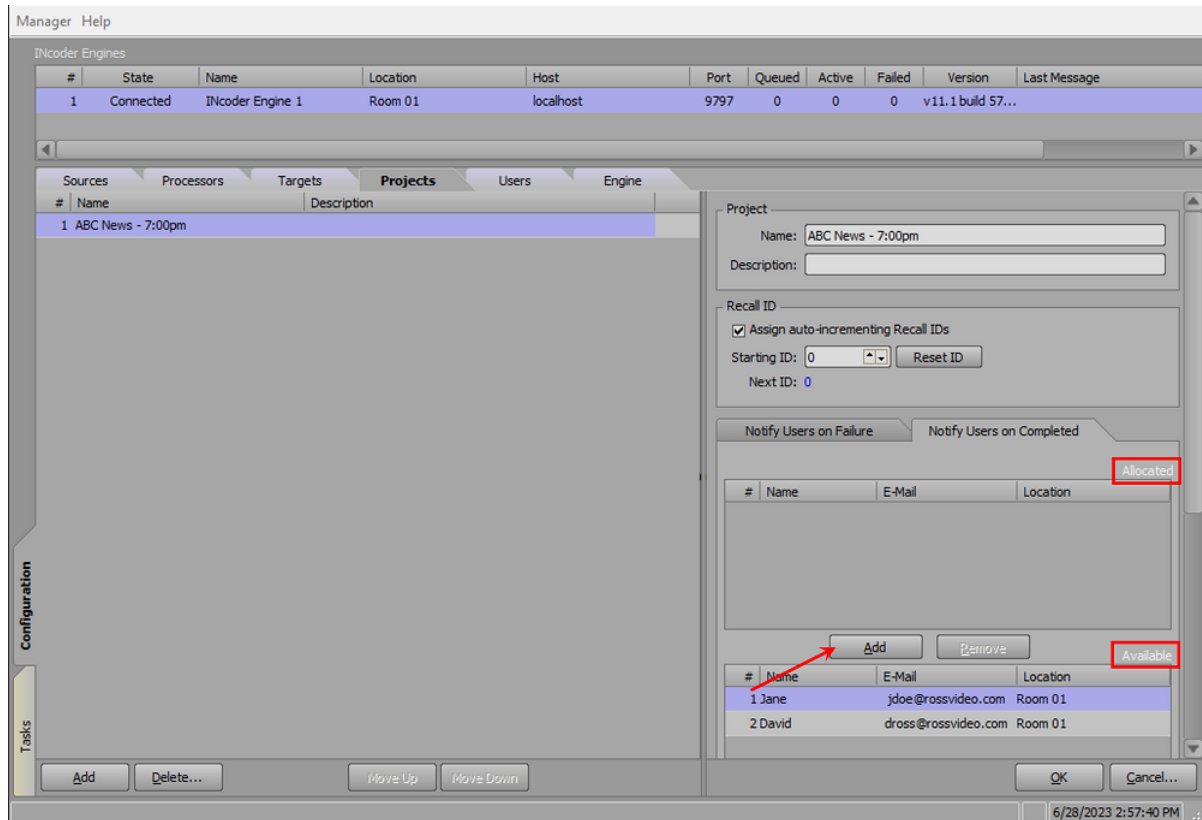 Manager Help
INcoder Engines
# State Name Location Host Port Queued Active Failed Version Last Message
1 Connected INcoder Engine 1 Room 01 localhost 9797 0 0 0 v11.1 build 57...
Sources Processors Targets Projects Users Engine
# Name Description
1 ABC News - 7:00pm
Project
Name: ABC News - 7:00pm
Description:
Recall ID
Assign auto-incrementing Recall IDs
Starting ID: 0 Reset ID
Next ID: 0
Notify Users on Failure Notify Users on Completed
Allocated
# Name E-Mail Location
Add Remove
Available
# Name E-Mail Location
1 Jane jdoe@rossvideo.com Room 01
2 David dross@rossvideo.com Room 01
Configuration
Tasks
Add Delete... Move Up Move Down
OK Cancel...
6/28/2023 2:57:40 PM